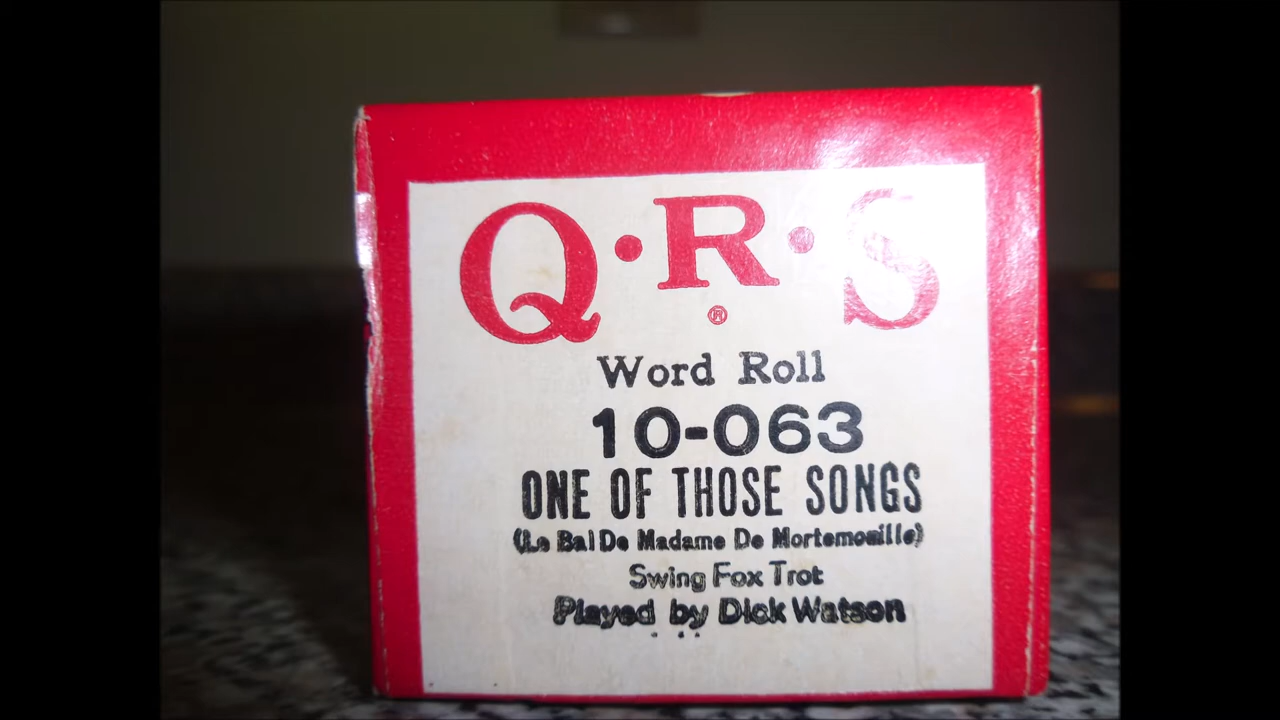 Q·R·S
®
Word Roll
10-063
ONE OF THOSE SONGS
(Le Bal De Madame De Mortemouille)
Swing Fox Trot
Played by Dick Watson